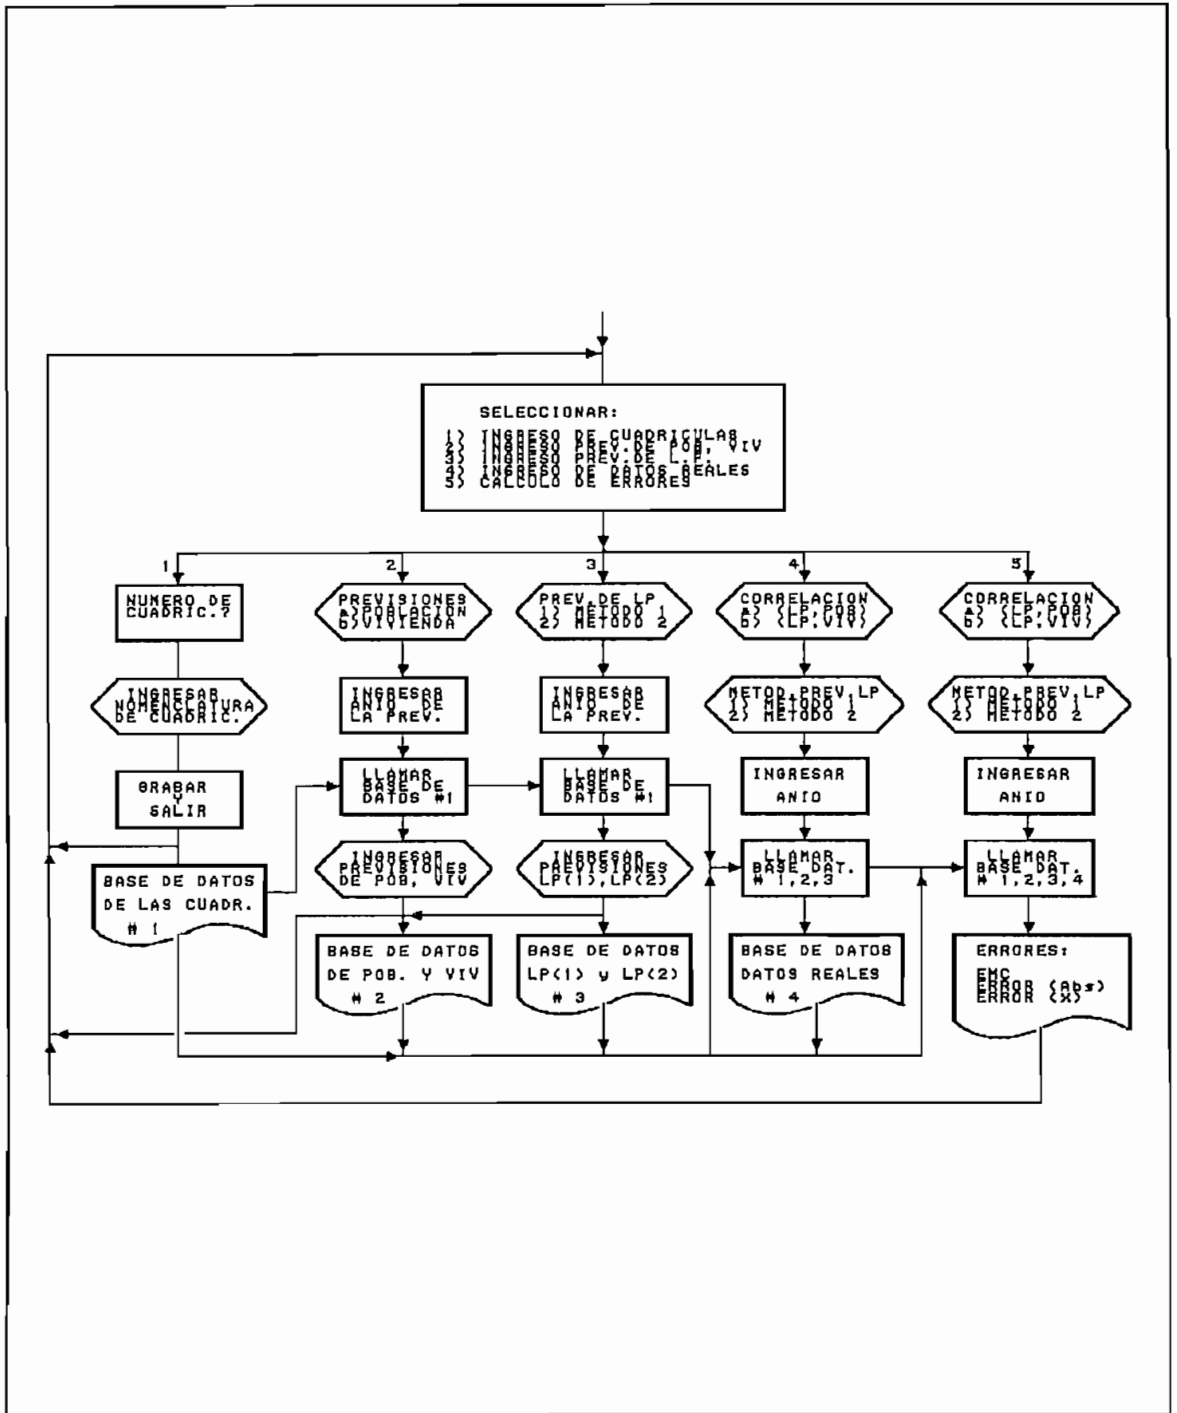 SELECCIONAR:
1) INGRESO DE CUADRICULAS
2) INGRESO PREV.DE POB, VIV
3) INGRESO PREV.DE L.P.
4) INGRESO DE DATOS REALES
5) CALCULO DE ERRORES
1
NUMERO DE
CUADRIC.?
INGRESAR
NOMENCLATURA
DE CUADRIC.
GRABAR
Y
SALIR
BASE DE DATOS
DE LAS CUADR.
# 1
2
PREVISIONES
a)POBLACION
b)VIVIENDA
INGRESAR
ANIO DE
LA PREV.
LLAMAR
BASE DE
DATOS #1
INGRESAR
PREVISIONES
DE POB, VIV
BASE DE DATOS
DE POB. Y VIV
# 2
3
PREV.DE LP
1) METODO 1
2) METODO 2
INGRESAR
ANIO DE
LA PREV.
LLAMAR
BASE DE
DATOS #1
INGRESAR
PREVISIONES
LP(1),LP(2)
BASE DE DATOS
LP(1) y LP(2)
# 3
4
CORRELACION
a) (LP,POB)
b) (LP,VIV)
METOD.PREV.LP
1) METODO 1
2) METODO 2
INGRESAR
ANIO
LLAMAR
BASE DAT.
# 1,2,3
BASE DE DATOS
DATOS REALES
# 4
5
CORRELACION
a) (LP,POB)
b) (LP,VIV)
METOD.PREV.LP
1) METODO 1
2) METODO 2
INGRESAR
ANIO
LLAMAR
BASE DAT.
# 1,2,3,4
ERRORES:
EMC
ERROR (Abs)
ERROR (%)